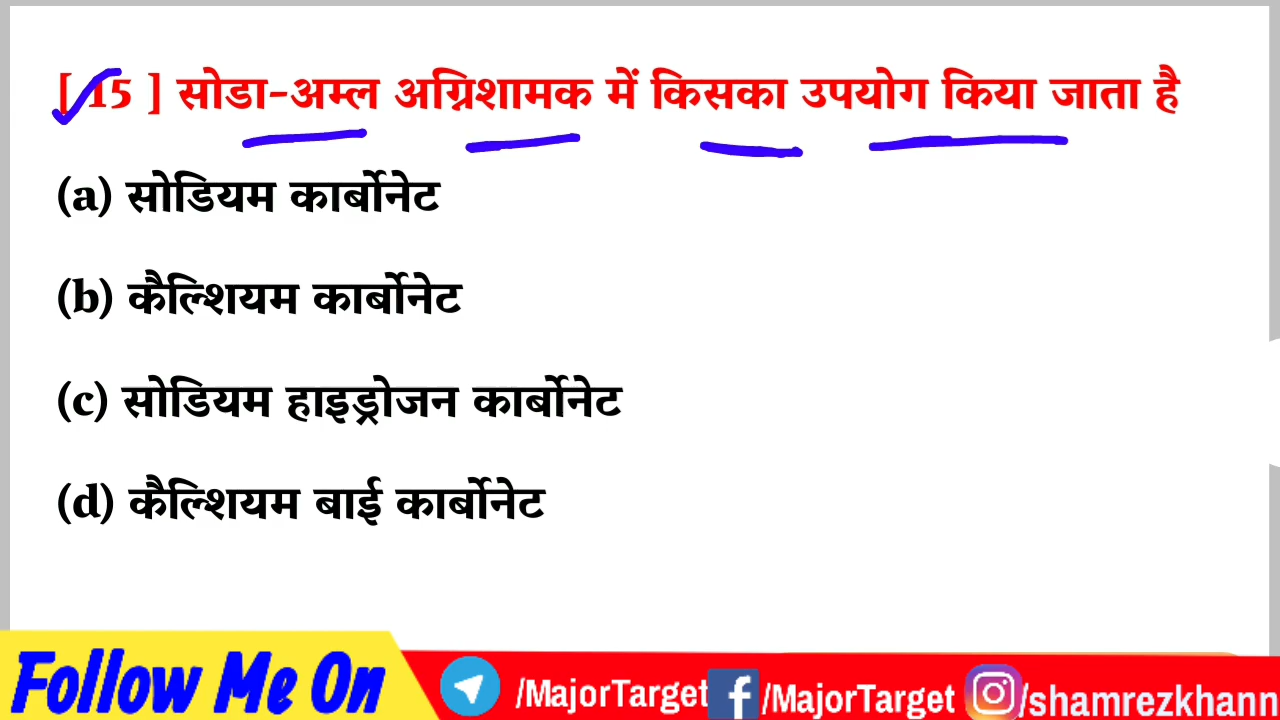 [ 15 ] सोडा-अम्ल अग्निशामक में किसका उपयोग किया जाता है
(a) सोडियम कार्बोनेट
(b) कैल्शियम कार्बोनेट
(c) सोडियम हाइड्रोजन कार्बोनेट
(d) कैल्शियम बाई कार्बोनेट
Follow Me On /MajorTarget /MajorTarget /shamrezkhann